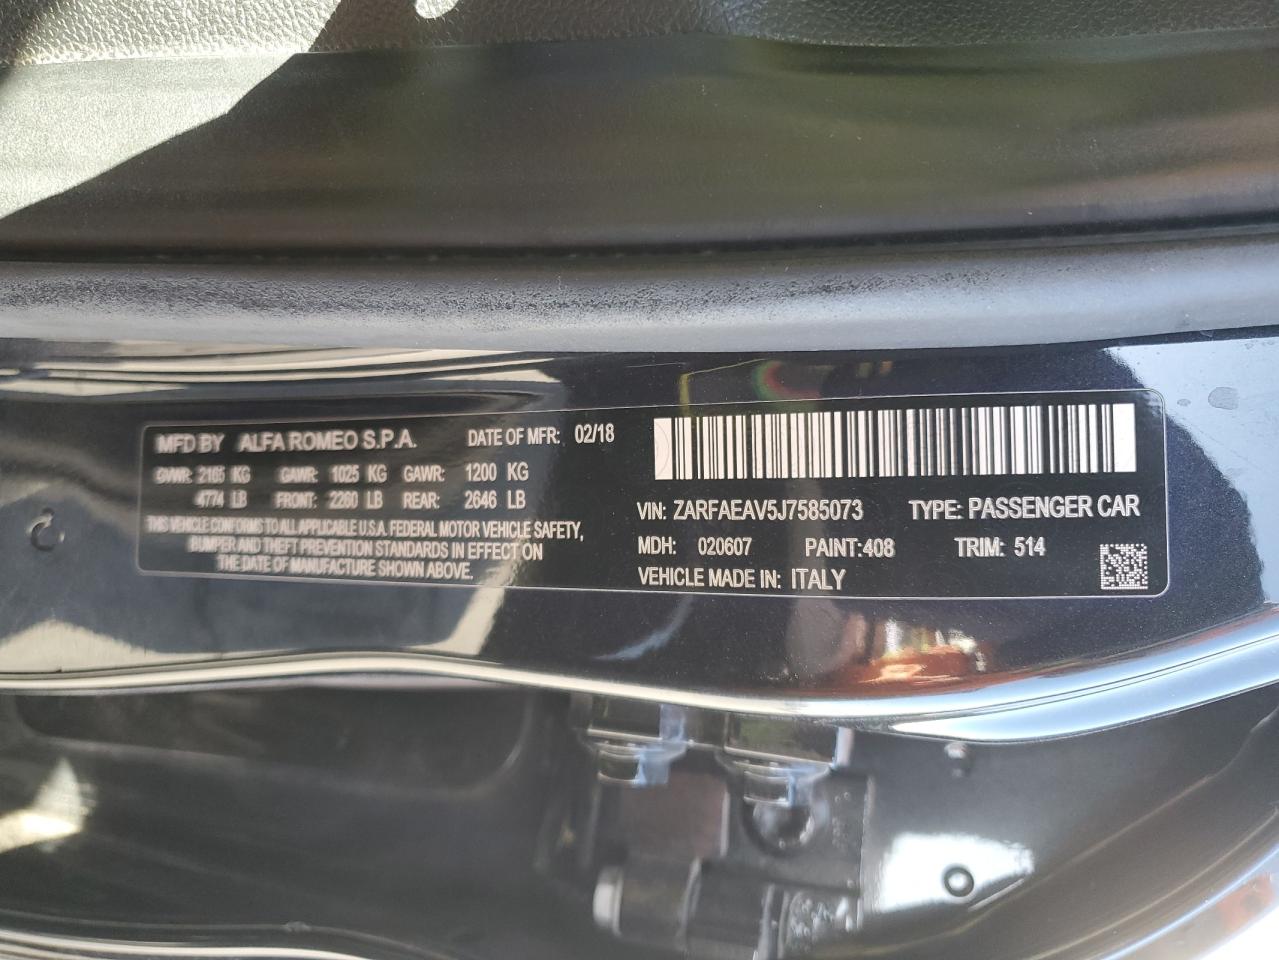 MFD BY ALFA ROMEO S.P.A. DATE OF MFR: 02/18
GVWR: 2165 KG GAWR: 1025 KG GAWR: 1200 KG
4774 LB FRONT: 2260 LB REAR: 2646 LB
THIS VEHICLE CONFORMS TO ALL APPLICABLE U.S.A. FEDERAL MOTOR VEHICLE SAFETY,
BUMPER AND THEFT PREVENTION STANDARDS IN EFFECT ON
THE DATE OF MANUFACTURE SHOWN ABOVE.
VIN: ZARFAEAV5J7585073 TYPE: PASSENGER CAR
MDH: 020607 PAINT:408 TRIM: 514
VEHICLE MADE IN: ITALY